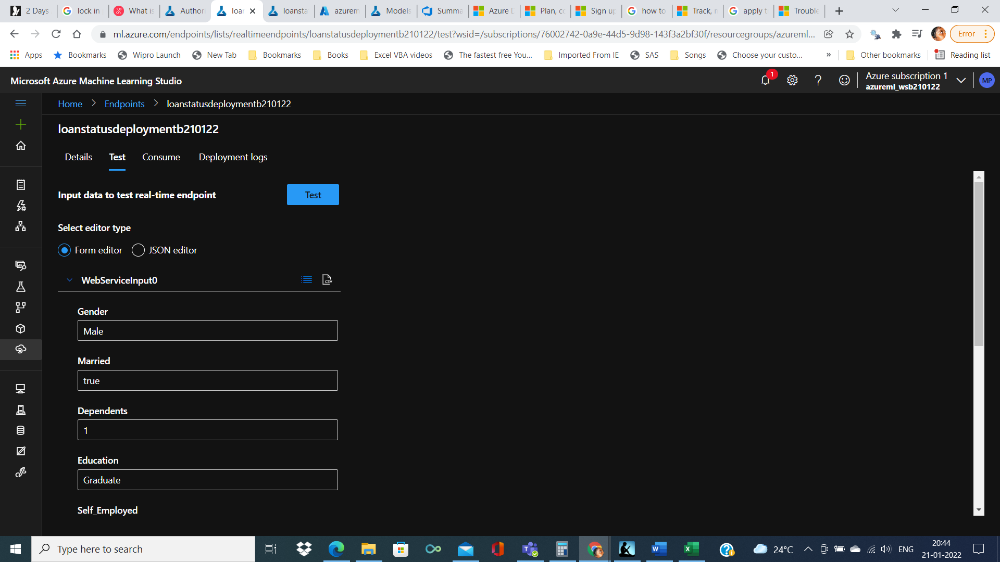 2 Days
lock in
What is
Authori
loan
loansta
azurem
Models
Summa
Azure D
Plan, co
Sign up
how to
Track, m
apply t
Trouble
ml.azure.com/endpoints/lists/realtimeendpoints/loanstatusdeploymentb210122/test?wsid=/subscriptions/76002742-0a9e-44d5-9d98-143f3a2bf30f/resourcegroups/azureml...
Error
Apps
Bookmarks
Wipro Launch
New Tab
Bookmarks
Books
Excel VBA videos
The fastest free You...
Imported From IE
SAS
Songs
Choose your custo...
»
Other bookmarks
Reading list
Microsoft Azure Machine Learning Studio
1
Azure subscription 1
azureml_wsb210122
MP
Home > Endpoints > loanstatusdeploymentb210122
loanstatusdeploymentb210122
Details
Test
Consume
Deployment logs
Input data to test real-time endpoint
Test
Select editor type
Form editor
JSON editor
WebServiceInput0
CSV
Gender
Male
Married
true
Dependents
1
Education
Graduate
Self_Employed
Type here to search
24°C
ENG
20:44
21-01-2022